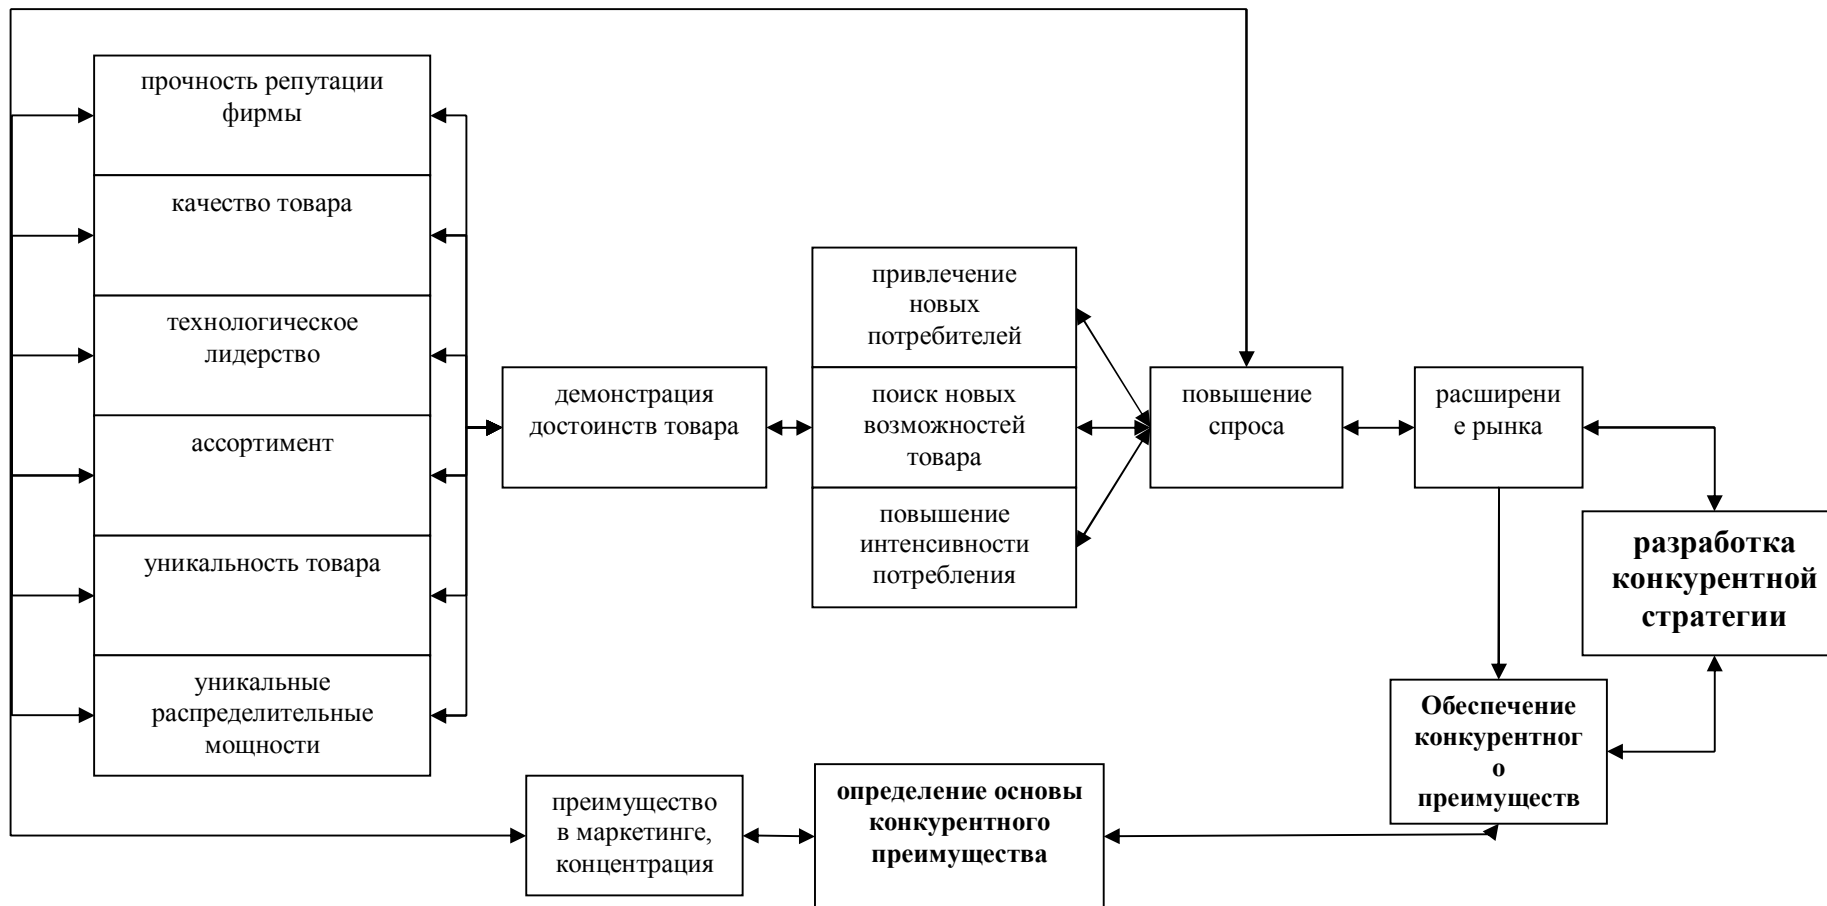 прочность репутации
фирмы
качество товара
технологическое
лидерство
ассортимент
уникальность товара
уникальные
распределительные
мощности
демонстрация
достоинств товара
привлечение
новых
потребителей
поиск новых
возможностей
товара
повышение
интенсивности
потребления
повышение
спроса
расширени
е рынка
разработка
конкурентной
стратегии
Обеспечение
конкурентног
о
преимуществ
преимущество
в маркетинге,
концентрация
определение основы
конкурентного
преимущества